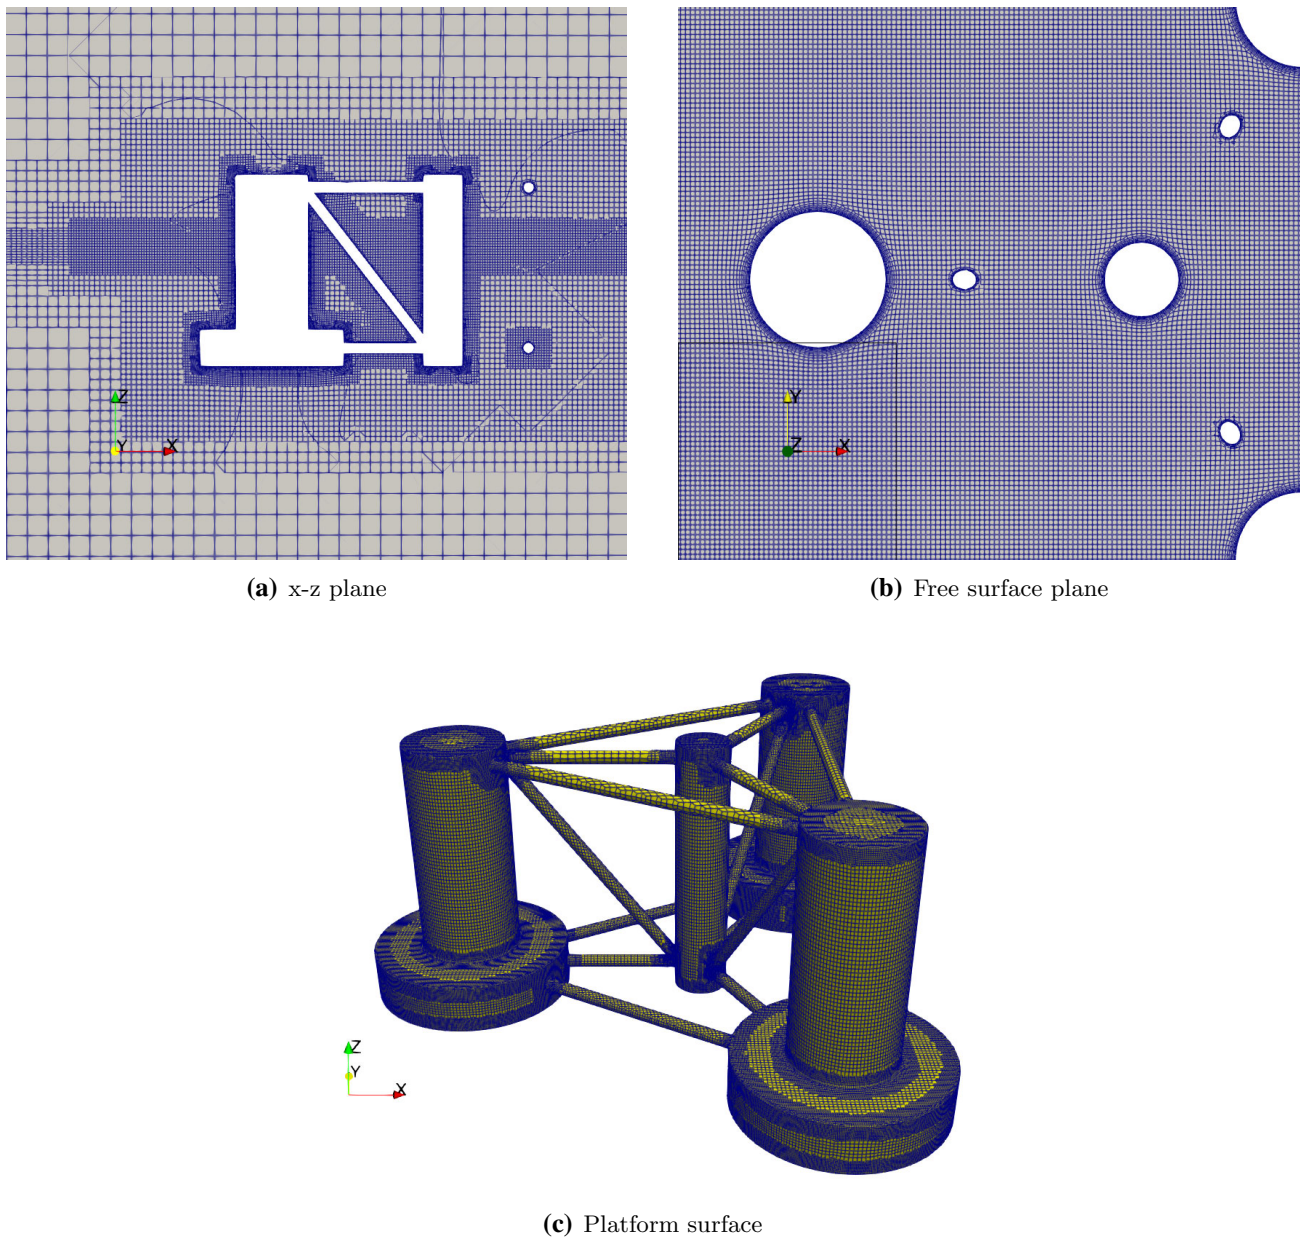 Z
Y
X
Y
Z
X
(a) x-z plane
(b) Free surface plane
Z
Y
X
(c) Platform surface